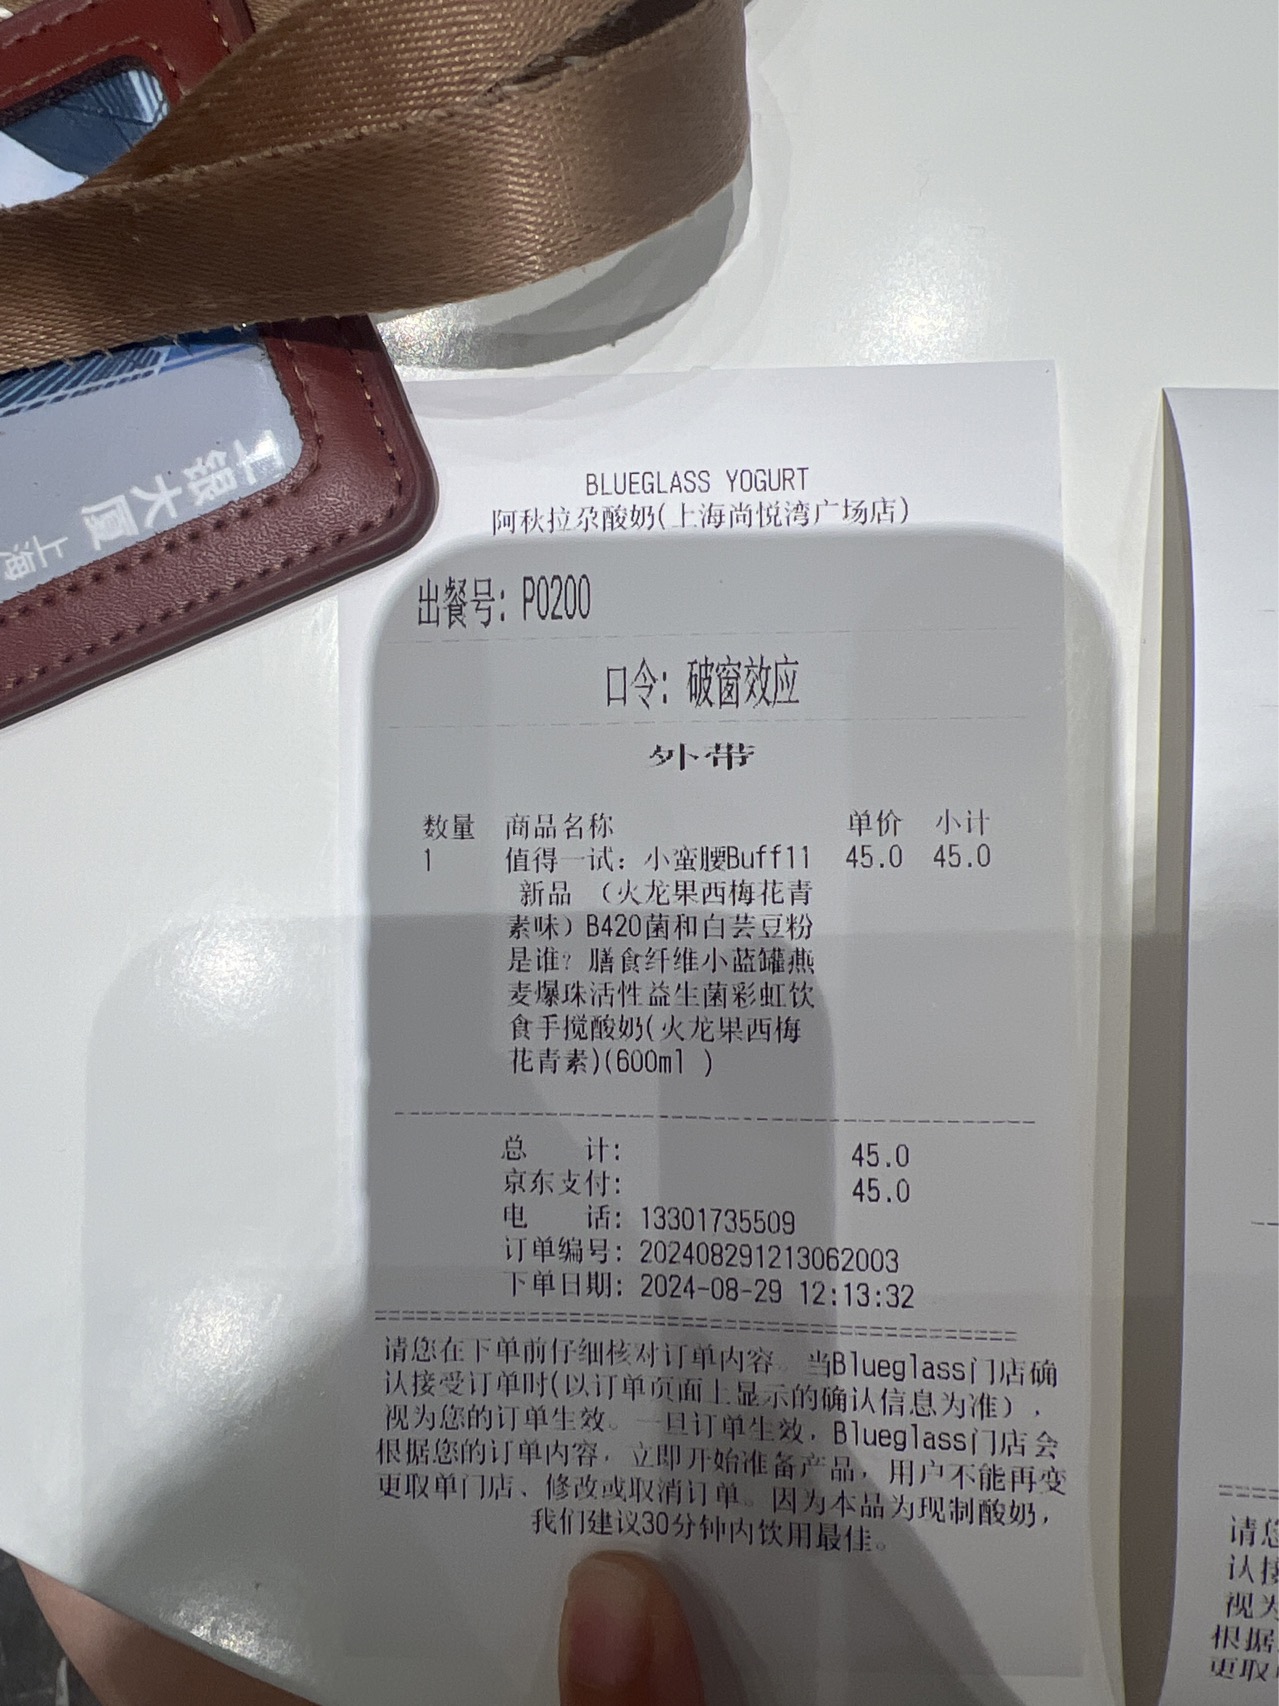 工银大厦
上海
BLUEGLASS YOGURT
阿秋拉尕酸奶(上海尚悦湾广场店)
出餐号: P0200
口令: 破窗效应
外带
数量 商品名称 单价 小计
1 值得一试: 小蛮腰Buff11 45.0 45.0
新品 (火龙果西梅花青
素味) B420菌和白芸豆粉
是谁? 膳食纤维小蓝罐燕
麦爆珠活性益生菌彩虹饮
食手搅酸奶(火龙果西梅
花青素)(600ml )
总 计: 45.0
京东支付: 45.0
电 话: 13301735509
订单编号: 202408291213062003
下单日期: 2024-08-29 12:13:32
请您在下单前仔细核对订单内容。当Blueglass门店确
认接受订单时(以订单页面上显示的确认信息为准),
视为您的订单生效。一旦订单生效, Blueglass门店会
根据您的订单内容, 立即开始准备产品, 用户不能再变
更取单门店、修改或取消订单。因为本品为现制酸奶,
我们建议30分钟内饮用最佳。
请您
认接
视为
根据
更取